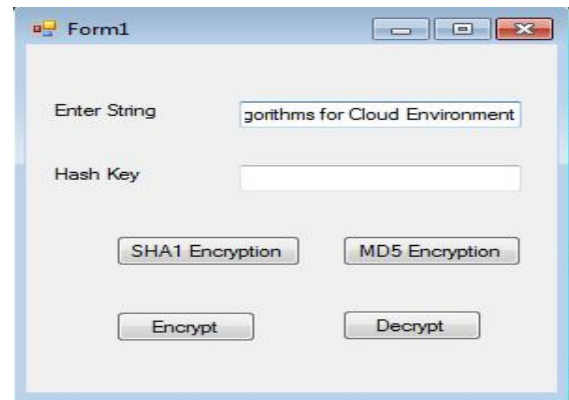 Form1
Enter String gorithms for Cloud Environment
Hash Key
SHA1 Encryption MD5 Encryption
Encrypt Decrypt